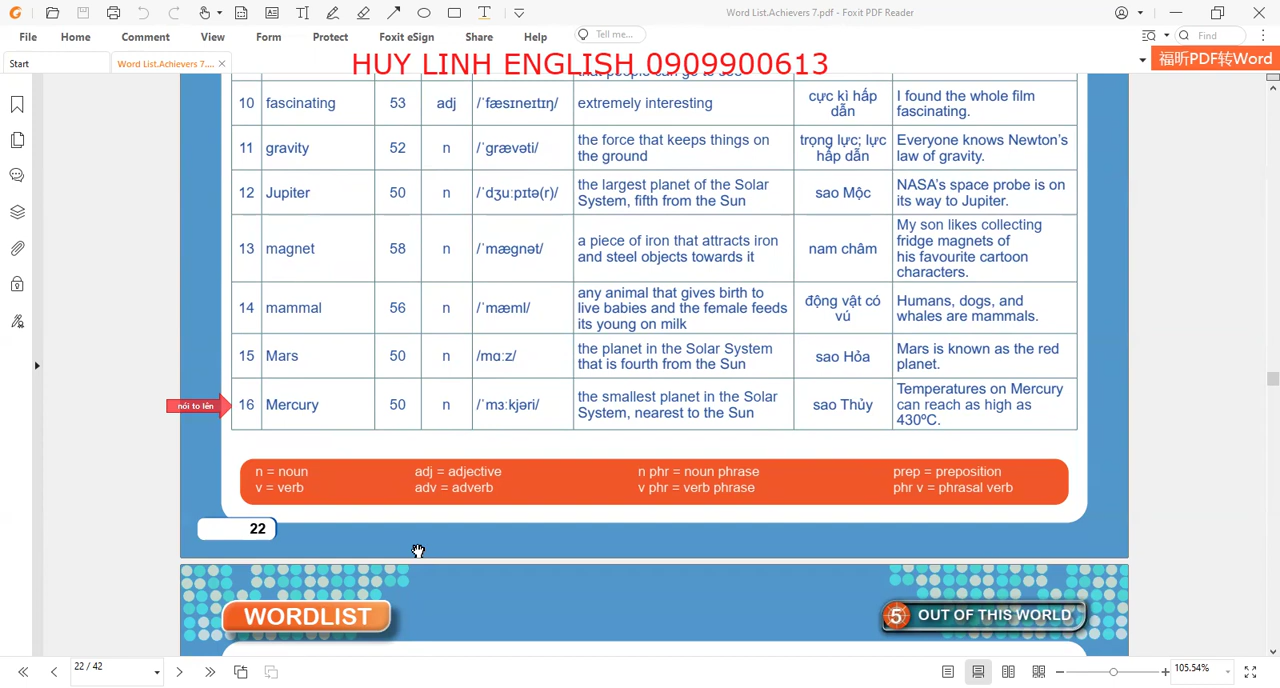 Word List.Achievers 7.pdf - Foxit PDF Reader
File Home Comment View Form Protect Foxit eSign Share Help Tell me... Find
Start Word List.Achievers 7....
HUY LINH ENGLISH 0909900613
福昕PDF转Word
that people can go to see
10 fascinating 53 adj /ˈfæsɪneɪtɪŋ/ extremely interesting cực kì hấp
dẫn I found the whole film
fascinating.
11 gravity 52 n /ˈɡrævəti/ the force that keeps things on
the ground trọng lực; lực
hấp dẫn Everyone knows Newton's
law of gravity.
12 Jupiter 50 n /ˈdʒuːpɪtə(r)/ the largest planet of the Solar
System, fifth from the Sun sao Mộc NASA's space probe is on
its way to Jupiter.
13 magnet 58 n /ˈmæɡnət/ a piece of iron that attracts iron
and steel objects towards it nam châm My son likes collecting
fridge magnets of
his favourite cartoon
characters.
14 mammal 56 n /ˈmæml/ any animal that gives birth to
live babies and the female feeds
its young on milk động vật có
vú Humans, dogs, and
whales are mammals.
15 Mars 50 n /mɑːz/ the planet in the Solar System
that is fourth from the Sun sao Hỏa Mars is known as the red
planet.
nói to lên 16 Mercury 50 n /ˈmɜːkjəri/ the smallest planet in the Solar
System, nearest to the Sun sao Thủy Temperatures on Mercury
can reach as high as
430ºC.
n = noun adj = adjective n phr = noun phrase prep = preposition
v = verb adv = adverb v phr = verb phrase phr v = phrasal verb
22
WORDLIST 5 OUT OF THIS WORLD
22 / 42 105.54%